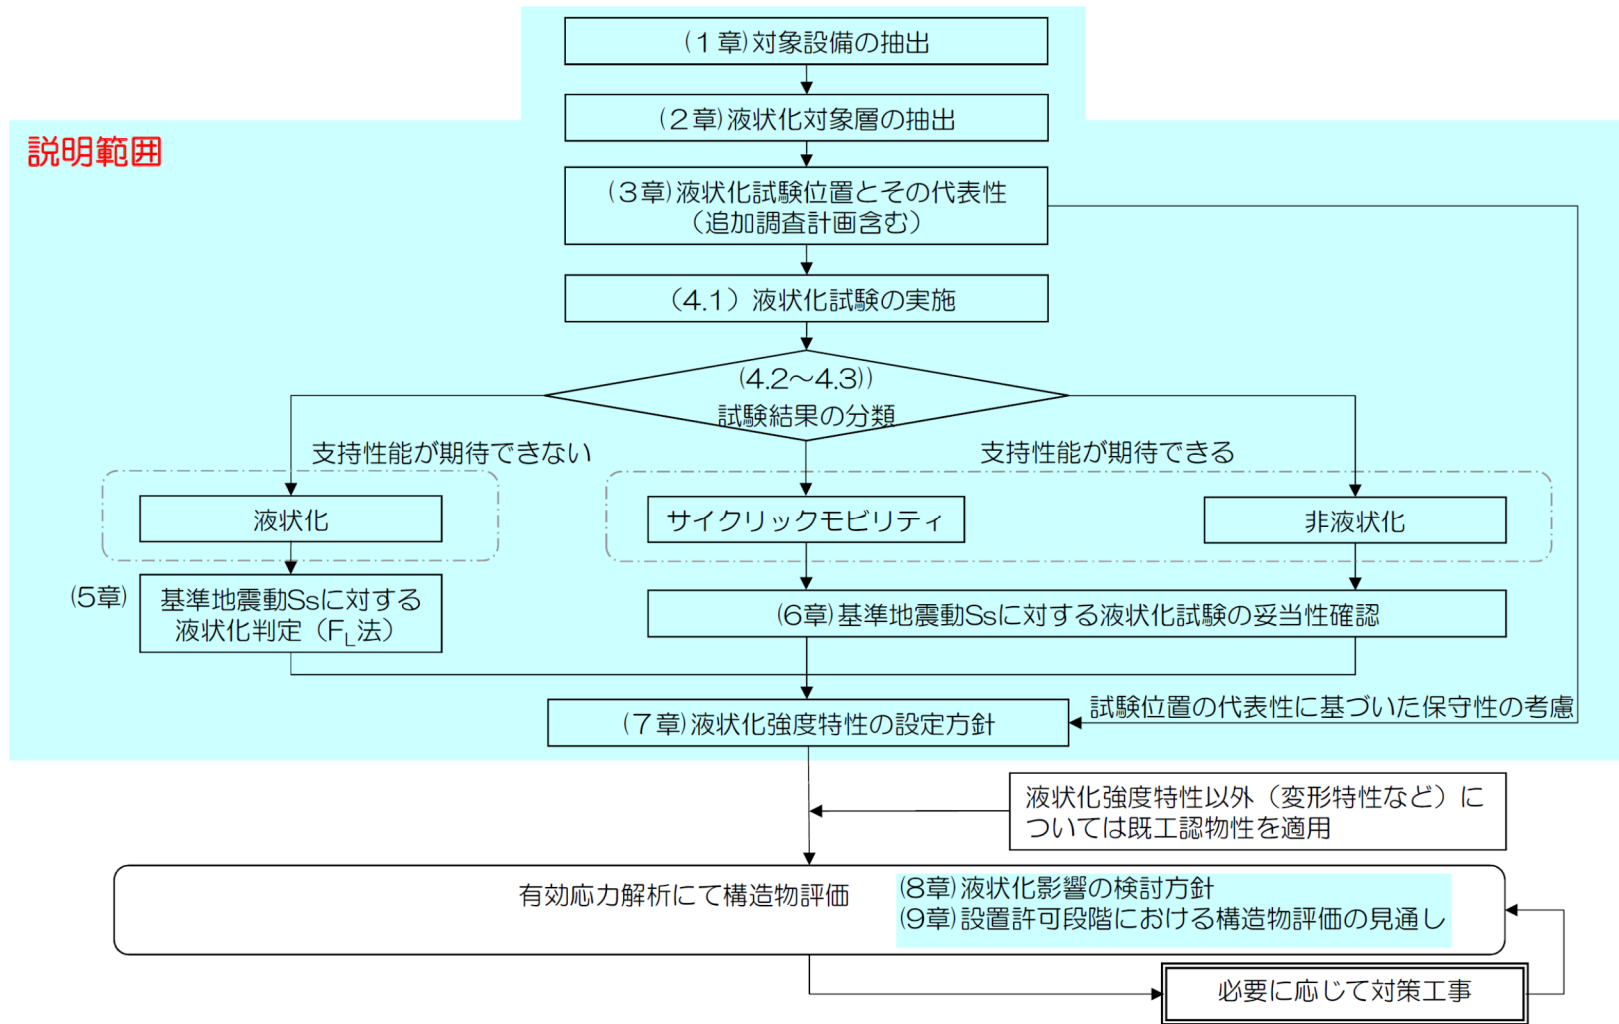 (１章)対象設備の抽出
(２章)液状化対象層の抽出
説明範囲
(３章)液状化試験位置とその代表性
（追加調査計画含む）
（4.1）液状化試験の実施
(4.2～4.3))
試験結果の分類
支持性能が期待できない
支持性能が期待できる
液状化
サイクリックモビリティ
非液状化
(5章)
基準地震動Ssに対する
液状化判定（FL法）
(６章)基準地震動Ssに対する液状化試験の妥当性確認
試験位置の代表性に基づいた保守性の考慮
(７章)液状化強度特性の設定方針
液状化強度特性以外（変形特性など）に
ついては既工認物性を適用
有効応力解析にて構造物評価
(8章)液状化影響の検討方針
(9章)設置許可段階における構造物評価の見通し
必要に応じて対策工事